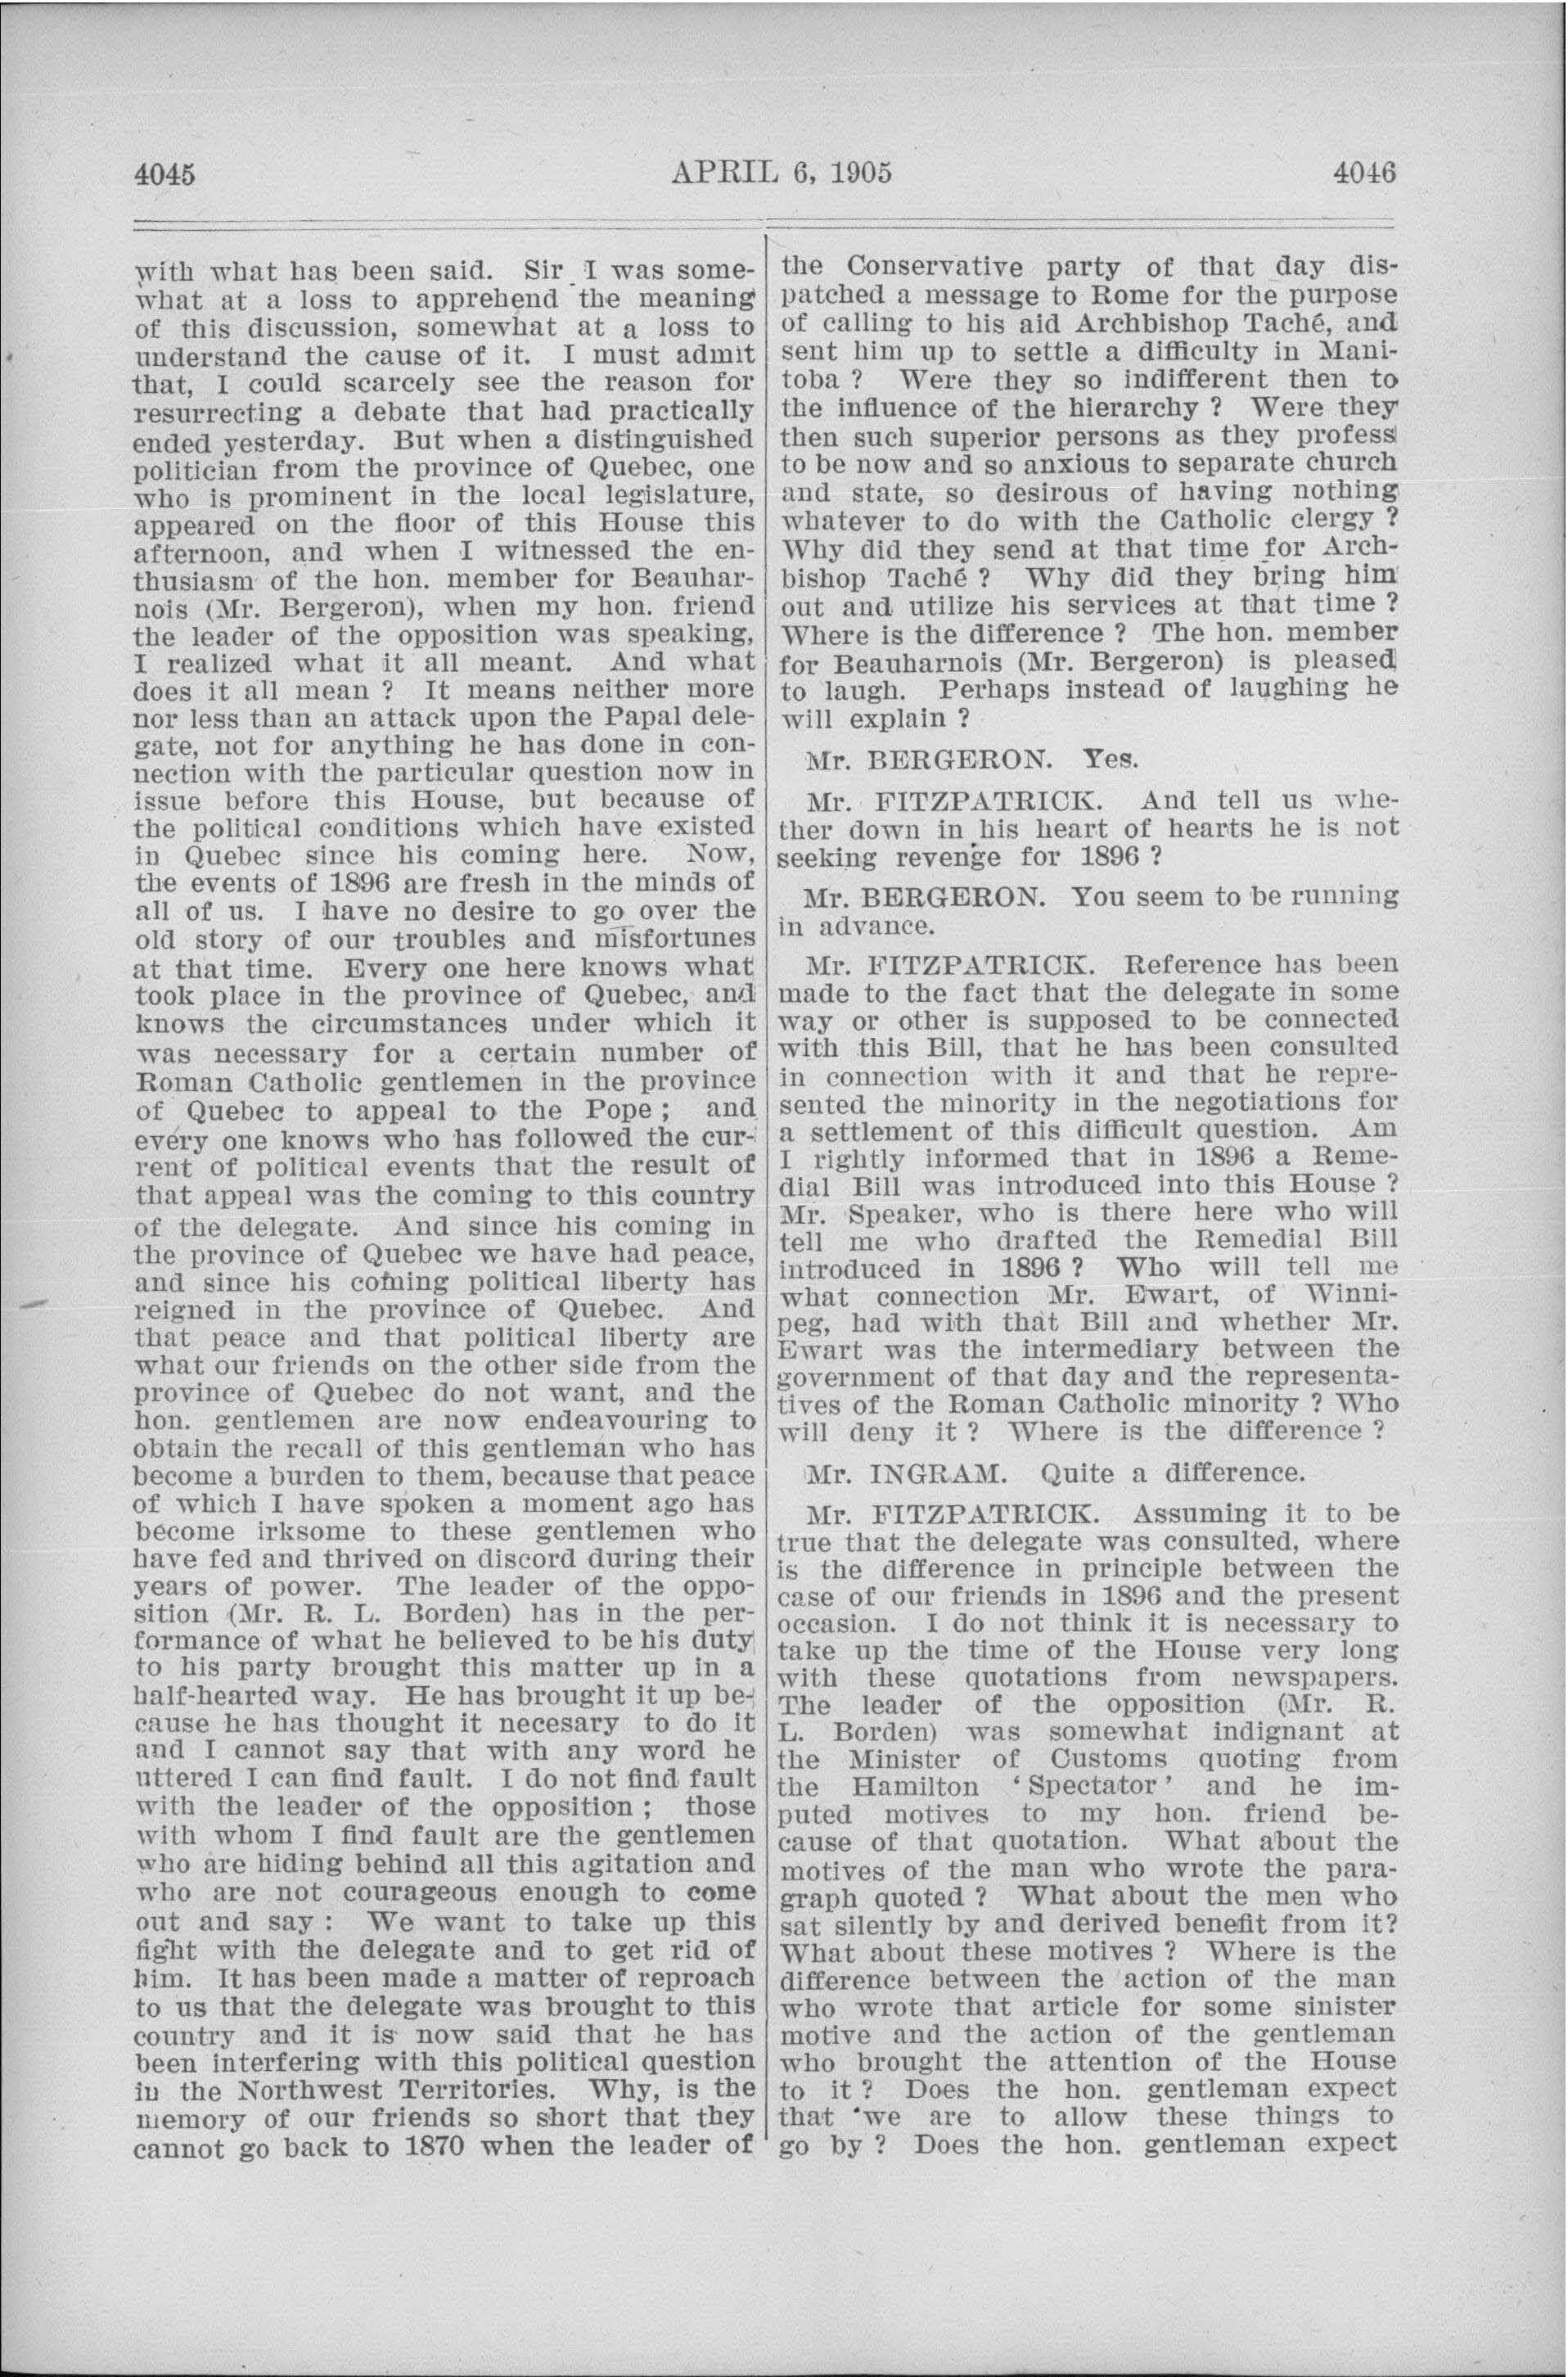 4045 APRIL 6, 1905 4046
with what has been said. Sir I was some-
what at a loss to apprehend the meaning
of this discussion, somewhat at a loss to
understand the cause of it. I must admit
that, I could scarcely see the reason for
resurrecting a debate that had practically
ended yesterday. But when a distinguished
politician from the province of Quebec, one
who is prominent in the local legislature,
appeared on the floor of this House this
afternoon, and when I witnessed the en-
thusiasm of the hon. member for Beauhar-
nois (Mr. Bergeron), when my hon. friend
the leader of the opposition was speaking,
I realized what it all meant. And what
does it all mean ? It means neither more
nor less than an attack upon the Papal dele-
gate, not for anything he has done in con-
nection with the particular question now in
issue before this House, but because of
the political conditions which have existed
in Quebec since his coming here. Now,
the events of 1896 are fresh in the minds of
all of us. I have no desire to go over the
old story of our troubles and misfortunes
at that time. Every one here knows what
took place in the province of Quebec, and
knows the circumstances under which it
was necessary for a certain number of
Roman Catholic gentlemen in the province
of Quebec to appeal to the Pope ; and
every one knows who has followed the cur-
rent of political events that the result of
that appeal was the coming to this country
of the delegate. And since his coming in
the province of Quebec we have had peace,
and since his coming political liberty has
reigned in the province of Quebec. And
that peace and that political liberty are
what our friends on the other side from the
province of Quebec do not want, and the
hon. gentlemen are now endeavouring to
obtain the recall of this gentleman who has
become a burden to them, because that peace
of which I have spoken a moment ago has
become irksome to these gentlemen who
have fed and thrived on discord during their
years of power. The leader of the oppo-
sition (Mr. R. L. Borden) has in the per-
formance of what he believed to be his duty
to his party brought this matter up in a
half-hearted way. He has brought it up be-
cause he has thought it necesary to do it
and I cannot say that with any word he
uttered I can find fault. I do not find fault
with the leader of the opposition ; those
with whom I find fault are the gentlemen
who are hiding behind all this agitation and
who are not courageous enough to come
out and say : We want to take up this
fight with the delegate and to get rid of
him. It has been made a matter of reproach
to us that the delegate was brought to this
country and it is now said that he has
been interfering with this political question
in the Northwest Territories. Why, is the
memory of our friends so short that they
cannot go back to 1870 when the leader of
the Conservative party of that day dis-
patched a message to Rome for the purpose
of calling to his aid Archbishop Taché, and
sent him up to settle a difficulty in Mani-
toba ? Were they so indifferent then to
the influence of the hierarchy ? Were they
then such superior persons as they profess
to be now and so anxious to separate church
and state, so desirous of having nothing
whatever to do with the Catholic clergy ?
Why did they send at that time for Arch-
bishop Taché ? Why did they bring him
out and utilize his services at that time ?
Where is the difference ? The hon. member
for Beauharnois (Mr. Bergeron) is pleased
to laugh. Perhaps instead of laughing he
will explain ?
Mr. BERGERON. Yes.
Mr. FITZPATRICK. And tell us whe-
ther down in his heart of hearts he is not
seeking revenge for 1896 ?
Mr. BERGERON. You seem to be running
in advance.
Mr. FITZPATRICK. Reference has been
made to the fact that the delegate in some
way or other is supposed to be connected
with this Bill, that he has been consulted
in connection with it and that he repre-
sented the minority in the negotiations for
a settlement of this difficult question. Am
I rightly informed that in 1896 a Reme-
dial Bill was introduced into this House ?
Mr. Speaker, who is there here who will
tell me who drafted the Remedial Bill
introduced in 1896 ? Who will tell me
what connection Mr. Ewart, of Winni-
peg, had with that Bill and whether Mr.
Ewart was the intermediary between the
government of that day and the representa-
tives of the Roman Catholic minority ? Who
will deny it ? Where is the difference ?
Mr. INGRAM. Quite a difference.
Mr. FITZPATRICK. Assuming it to be
true that the delegate was consulted, where
is the difference in principle between the
case of our friends in 1896 and the present
occasion. I do not think it is necessary to
take up the time of the House very long
with these quotations from newspapers.
The leader of the opposition (Mr. R.
L. Borden) was somewhat indignant at
the Minister of Customs quoting from
the Hamilton ‘ Spectator ’ and he im-
puted motives to my hon. friend be-
cause of that quotation. What about the
motives of the man who wrote the para-
graph quoted ? What about the men who
sat silently by and derived benefit from it?
What about these motives ? Where is the
difference between the action of the man
who wrote that article for some sinister
motive and the action of the gentleman
who brought the attention of the House
to it ? Does the hon. gentleman expect
that we are to allow these things to
go by ? Does the hon. gentleman expect